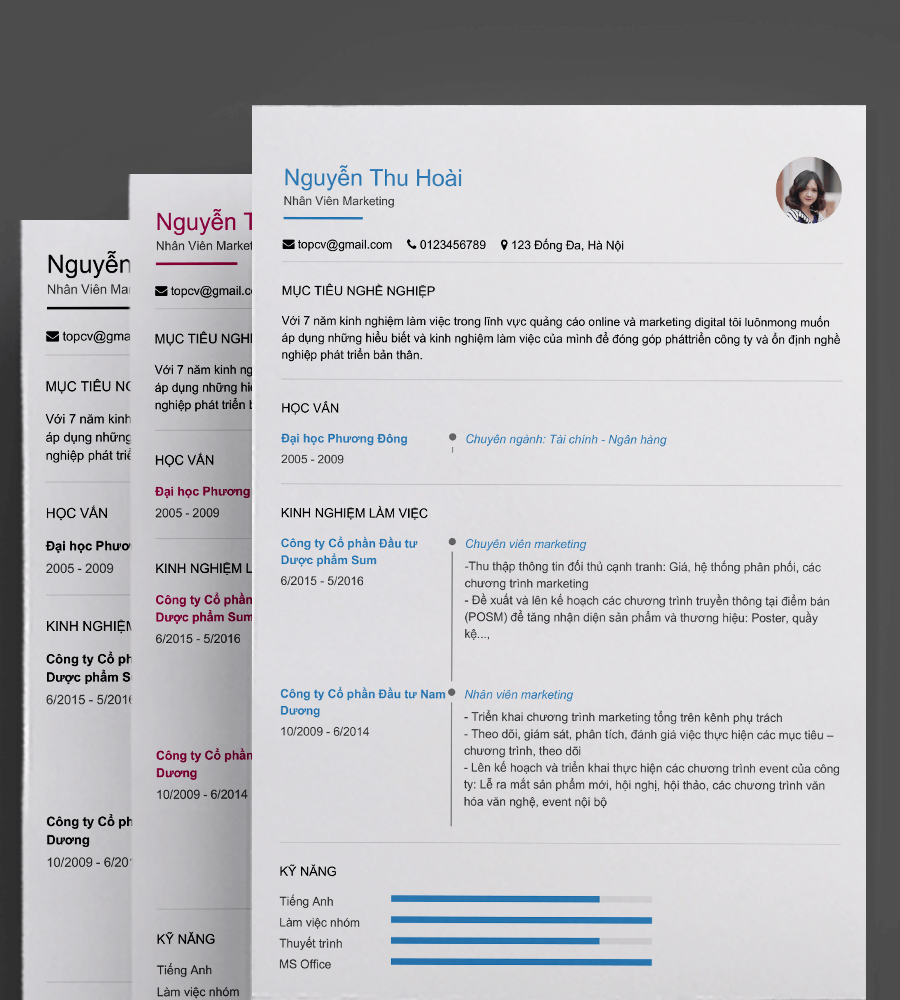 Nguyễn Thu Hoài
Nhân Viên Marketing
topcv@gmail.com 0123456789 123 Đống Đa, Hà Nội
MỤC TIÊU NGHỀ NGHIỆP
Với 7 năm kinh nghiệm làm việc trong lĩnh vực quảng cáo online và marketing digital tôi luônmong muốn
áp dụng những hiểu biết và kinh nghiệm làm việc của mình để đóng góp pháttriển công ty và ổn định nghề
nghiệp phát triển bản thân.
HỌC VẤN
Đại học Phương Đông
Chuyên ngành: Tài chính - Ngân hàng
2005 - 2009
KINH NGHIỆM LÀM VIỆC
Công ty Cổ phần Đầu tư
Dược phẩm Sum
6/2015 - 5/2016
Chuyên viên marketing
-Thu thập thông tin đối thủ cạnh tranh: Giá, hệ thống phân phối, các
chương trình marketing
- Đề xuất và lên kế hoạch các chương trình truyền thông tại điểm bán
(POSM) để tăng nhận diện sản phẩm và thương hiệu: Poster, quầy
kệ...,
Công ty Cổ phần Đầu tư Nam
Dương
10/2009 - 6/2014
Nhân viên marketing
- Triển khai chương trình marketing tổng trên kênh phụ trách
- Theo dõi, giám sát, phân tích, đánh giá việc thực hiện các mục tiêu –
chương trình, theo dõi
- Lên kế hoạch và triển khai thực hiện các chương trình event của công
ty: Lễ ra mắt sản phẩm mới, hội nghị, hội thảo, các chương trình văn
hóa văn nghệ, event nội bộ
KỸ NĂNG
Tiếng Anh
Làm việc nhóm
Thuyết trình
MS Office
Nguyễn T
Nhân Viên Market
topcv@gmail.c
MỤC TIÊU NGH
Với 7 năm kinh ng
áp dụng những hi
nghiệp phát triển
HỌC VẤN
Đại học Phương
2005 - 2009
KINH NGHIỆM L
Công ty Cổ phần
Dược phẩm Sum
6/2015 - 5/2016
Công ty Cổ phần
Dương
10/2009 - 6/2014
KỸ NĂNG
Tiếng Anh
Làm việc nhóm
Nguyễn
Nhân Viên Ma
topcv@gma
MỤC TIÊU NG
Với 7 năm kinh
áp dụng những
nghiệp phát triể
HỌC VẤN
Đại học Phươ
2005 - 2009
KINH NGHIỆM
Công ty Cổ ph
Dược phẩm S
6/2015 - 5/201
Công ty Cổ ph
Dương
10/2009 - 6/20